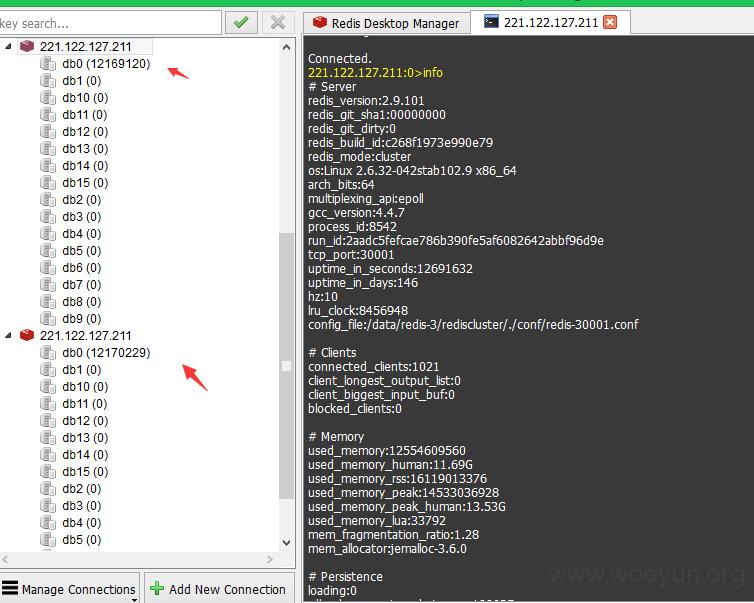 key search...
221.122.127.211
db0 (12169120)
db1 (0)
db10 (0)
db11 (0)
db12 (0)
db13 (0)
db14 (0)
db15 (0)
db2 (0)
db3 (0)
db4 (0)
db5 (0)
db6 (0)
db7 (0)
db8 (0)
db9 (0)
221.122.127.211
db0 (12170229)
db1 (0)
db10 (0)
db11 (0)
db12 (0)
db13 (0)
db14 (0)
db15 (0)
db2 (0)
db3 (0)
db4 (0)
db5 (0)
Manage Connections
Add New Connection
Redis Desktop Manager
221.122.127.211
Connected.
221.122.127.211:0>info
# Server
redis_version:2.9.101
redis_git_sha1:00000000
redis_git_dirty:0
redis_build_id:c268f1973e990e79
redis_mode:cluster
os:Linux 2.6.32-042stab102.9 x86_64
arch_bits:64
multiplexing_api:epoll
gcc_version:4.4.7
process_id:8542
run_id:2aadc5fefcae786b390fe5af6082642abbf96d9e
tcp_port:30001
uptime_in_seconds:12691632
uptime_in_days:146
hz:10
lru_clock:8456948
config_file:/data/redis-3/rediscluster/./conf/redis-30001.conf
# Clients
connected_clients:1021
client_longest_output_list:0
client_biggest_input_buf:0
blocked_clients:0
# Memory
used_memory:12554609560
used_memory_human:11.69G
used_memory_rss:16119013376
used_memory_peak:14533036928
used_memory_peak_human:13.53G
used_memory_lua:33792
mem_fragmentation_ratio:1.28
mem_allocator:jemalloc-3.6.0
# Persistence
loading:0
www.wooyun.org